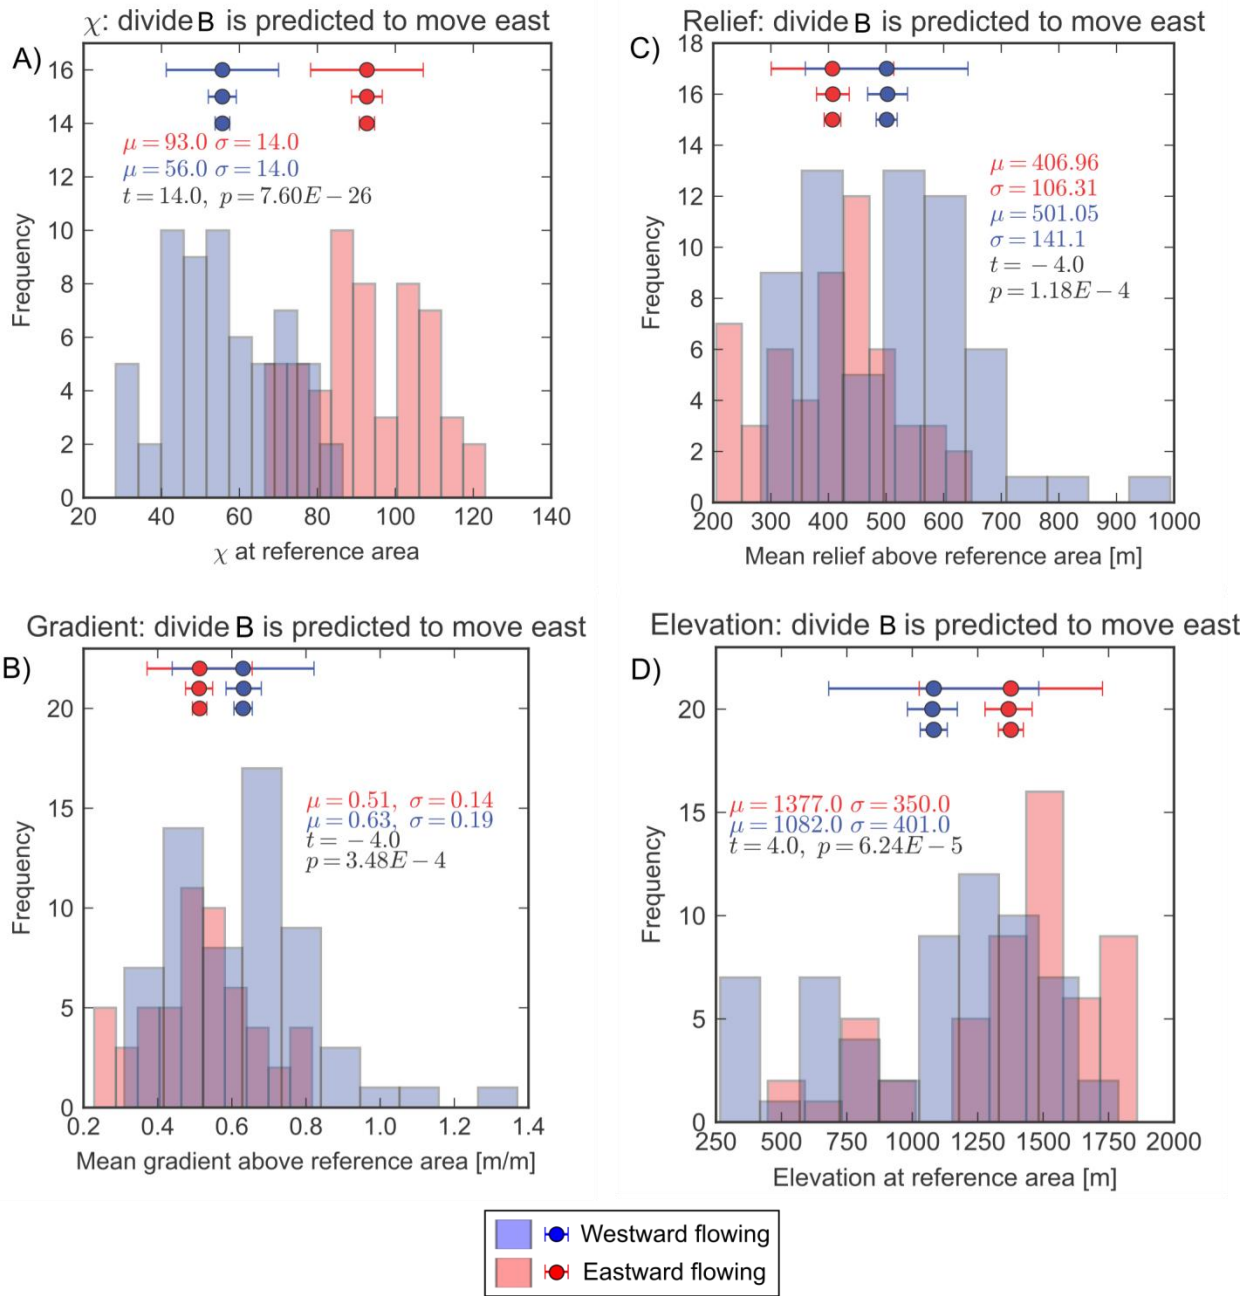 χ: divide B is predicted to move east
A)
16
14
12
10
8
6
4
2
0
Frequency
μ = 93.0 σ = 14.0
μ = 56.0 σ = 14.0
t = 14.0, p = 7.60E − 26
20 40 60 80 100 120 140
χ at reference area
Relief: divide B is predicted to move east
C)
18
16
14
12
10
8
6
4
2
0
Frequency
μ = 406.96
σ = 106.31
μ = 501.05
σ = 141.1
t = − 4.0
p = 1.18E − 4
200 300 400 500 600 700 800 900 1000
Mean relief above reference area [m]
Gradient: divide B is predicted to move east
B)
20
15
10
5
0
Frequency
μ = 0.51, σ = 0.14
μ = 0.63, σ = 0.19
t = − 4.0
p = 3.48E − 4
0.2 0.4 0.6 0.8 1.0 1.2 1.4
Mean gradient above reference area [m/m]
Elevation: divide B is predicted to move east
D)
20
15
10
5
0
Frequency
μ = 1377.0 σ = 350.0
μ = 1082.0 σ = 401.0
t = 4.0, p = 6.24E − 5
250 500 750 1000 1250 1500 1750 2000
Elevation at reference area [m]
Westward flowing
Eastward flowing